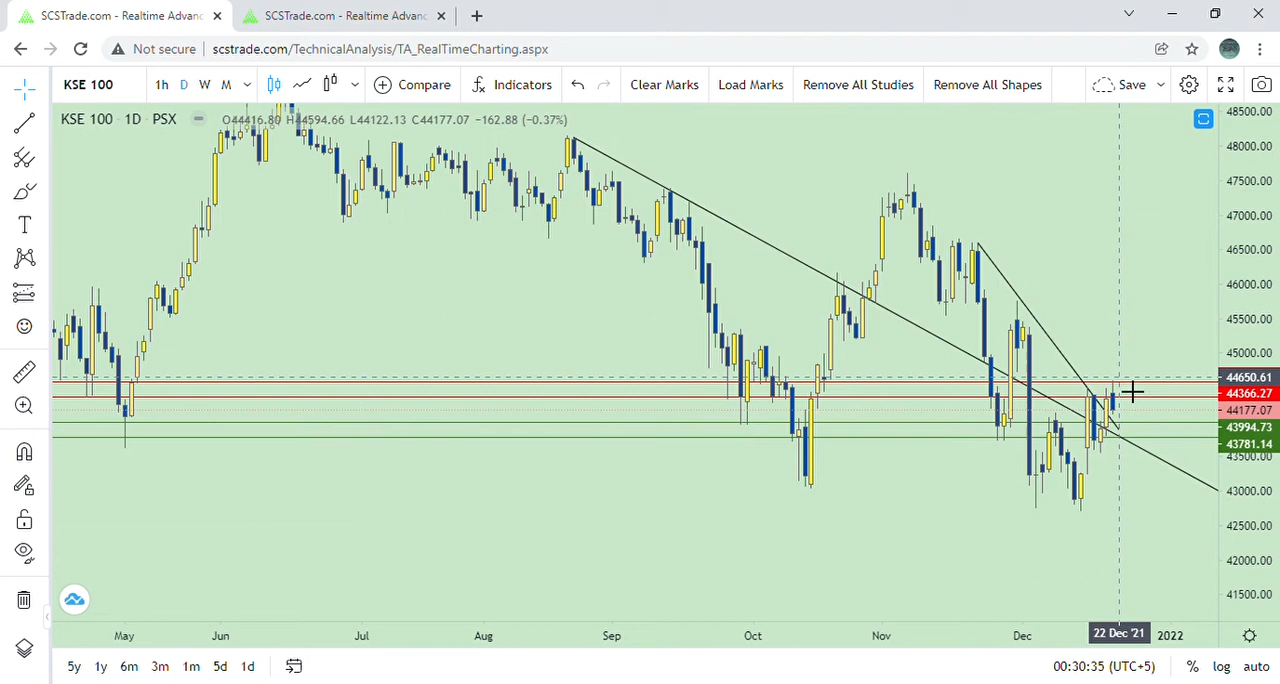 SCSTrade.com - Realtime Advanc
SCSTrade.com - Realtime Advanc
Not secure scstrade.com/TechnicalAnalysis/TA_RealTimeCharting.aspx
KSE 100 1h D W M Compare Indicators Clear Marks Load Marks Remove All Studies Remove All Shapes Save
KSE 100 · 1D · PSX O44416.80 H44594.66 L44122.13 C44177.07 -162.88 (-0.37%)
48500.00
48000.00
47500.00
47000.00
46500.00
46000.00
45500.00
45000.00
44650.61
44366.27
44177.07
43994.73
43781.14
43500.00
43000.00
42500.00
42000.00
41500.00
May Jun Jul Aug Sep Oct Nov Dec 22 Dec '21 2022
5y 1y 6m 3m 1m 5d 1d 00:30:35 (UTC+5) % log auto